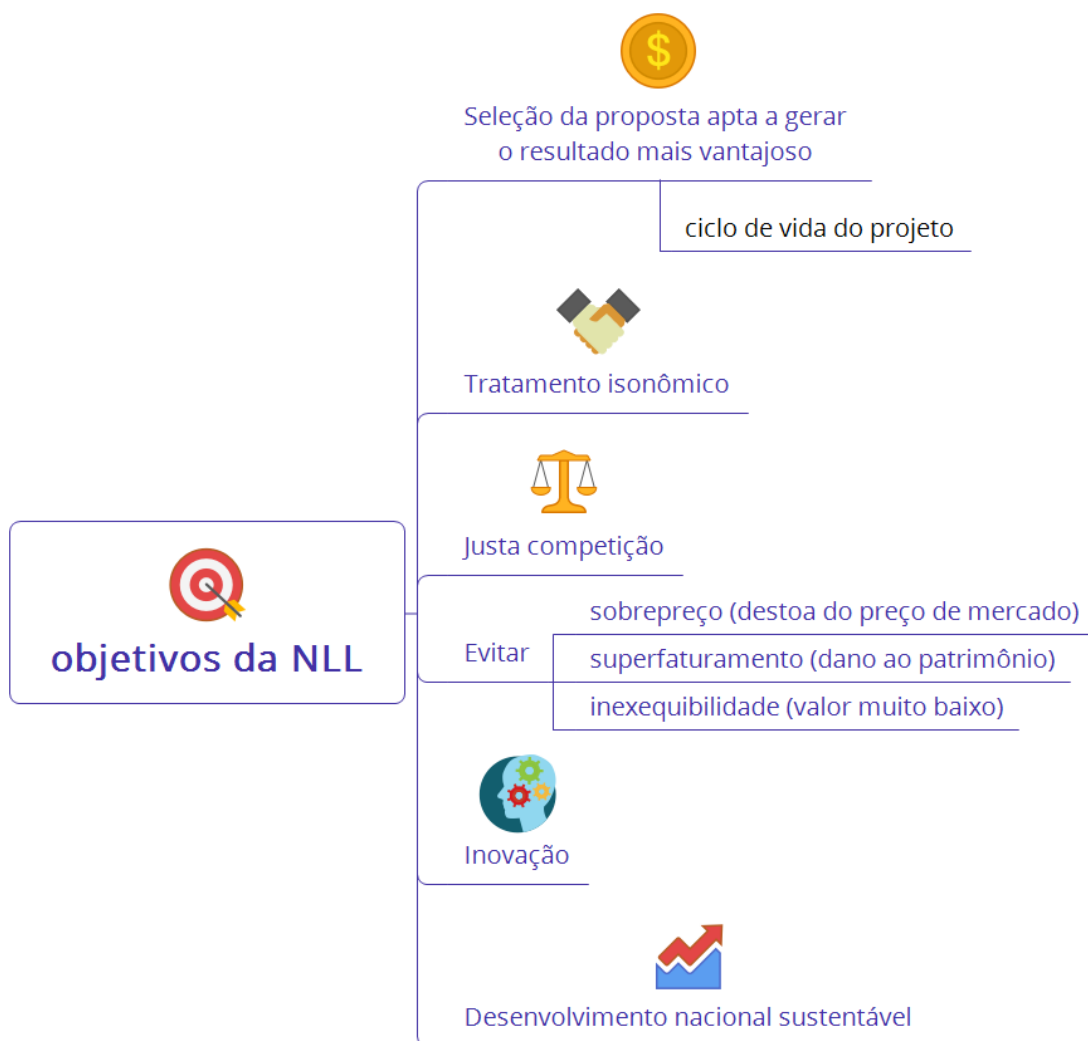 $
Seleção da proposta apta a gerar
o resultado mais vantajoso
ciclo de vida do projeto
Tratamento isonômico
Justa competição
objetivos da NLL
Evitar
sobrepreço (destoa do preço de mercado)
superfaturamento (dano ao patrimônio)
inexequibilidade (valor muito baixo)
Inovação
Desenvolvimento nacional sustentável